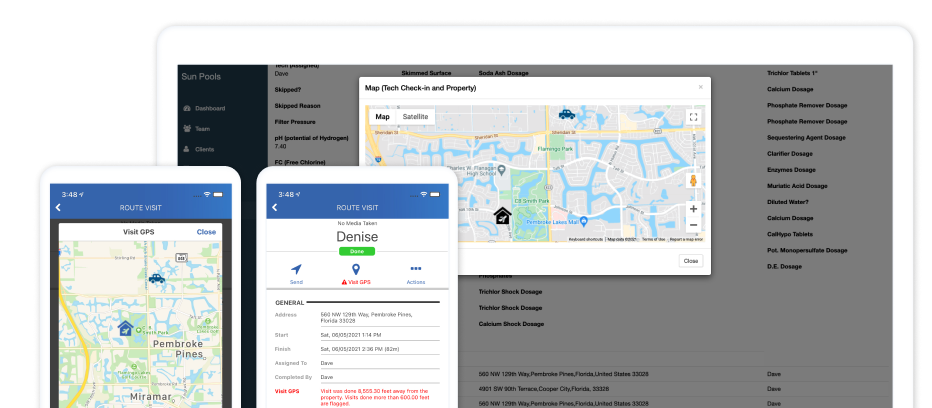 Sun Pools
Dashboard
Team
Clients
Tech (Assigned)
Dave
Skipped?
Skipped Reason
Filter Pressure
pH (potential of Hydrogen)
7.40
FC (Free Chlorine)
Skimmed Surface
Soda Ash Dosage
Trichlor Tablets 1"
Calcium Dosage
Phosphate Remover Dosage
Phosphate Remover Dosage
Sequestering Agent Dosage
Clarifier Dosage
Enzymes Dosage
Muriatic Acid Dosage
Diluted Water?
Calcium Dosage
CalHypo Tablets
Pot. Monopersulfate Dosage
D.E. Dosage
Map (Tech Check-in and Property)
×
Map Satellite
Sheridan St
Sheridan St
Sheridan St
Flamingo Park
Charles W. Flanagan
High School
CB Smith Park
Pembroke Lakes Mall
Keyboard shortcuts Map data ©2021 Terms of Use Report a map error
Close
Phosphates
Trichlor Shock Dosage
Trichlor Shock Dosage
Calcium Shock Dosage
560 NW 129th Way,Pembroke Pines,Florida,United States 33028 Dave
4901 SW 90th Terrace,Cooper City,Florida, 33328 Dave
560 NW 129th Way,Pembroke Pines,Florida,United States 33028 Dave
3:48
ROUTE VISIT
Visit GPS Close
Smith Park
Pembroke
Pines
Miramar
3:48
ROUTE VISIT
No Media Taken
Denise
Done
Send Visit GPS Actions
GENERAL
Address 560 NW 129th Way, Pembroke Pines,
Florida 33028
Start Sat, 06/05/2021 1:14 PM
Finish Sat, 06/05/2021 2:36 PM (82m)
Assigned To Dave
Completed By Dave
Visit GPS Visit was done 8,555.30 feet away from the
property. Visits done more than 600.00 feet
are flagged.